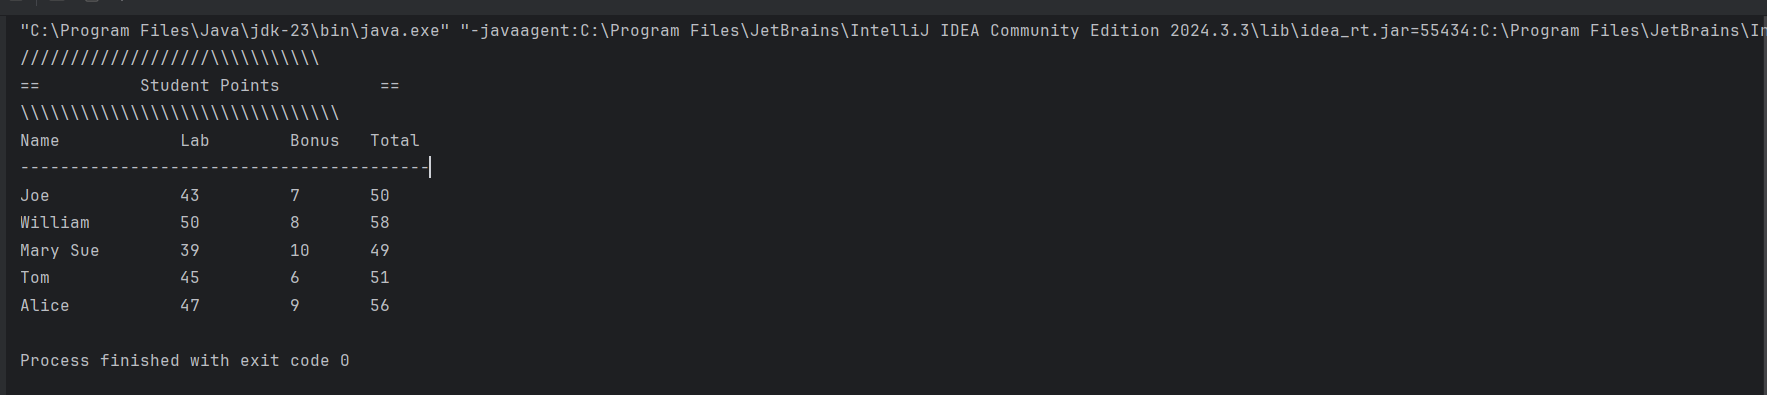 "C:\Program Files\Java\jdk-23\bin\java.exe" "-javaagent:C:\Program Files\JetBrains\IntelliJ IDEA Community Edition 2024.3.3\lib\idea_rt.jar=55434:C:\Program Files\JetBrains\In
///////////////////\\\\\\\\\\\
==          Student Points          ==
\\\\\\\\\\\\\\\\\\\\\\\\\\\\\\\\
Name            Lab        Bonus   Total
-----------------------------------------
Joe             43         7       50
William         50         8       58
Mary Sue        39         10      49
Tom             45         6       51
Alice           47         9       56
Process finished with exit code 0